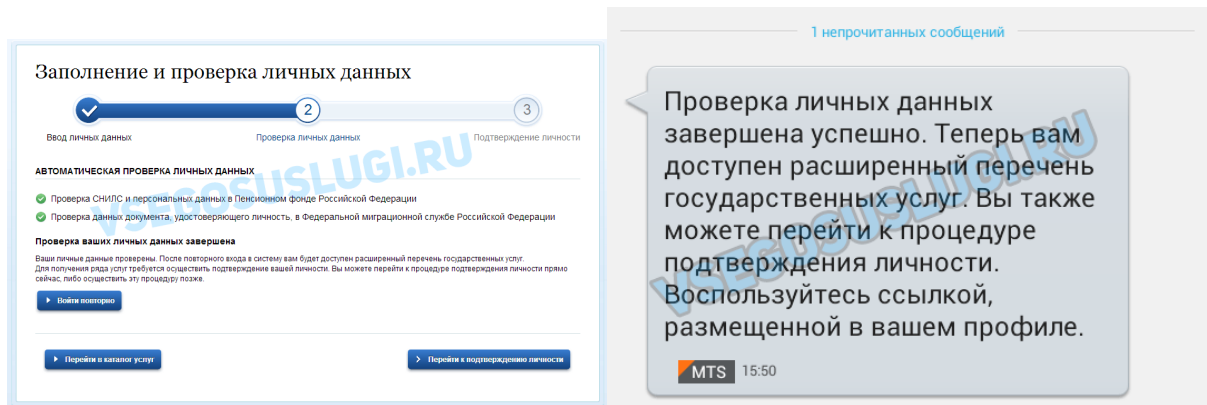 Заполнение и проверка личных данных
2
3
Ввод личных данных
Проверка личных данных
Подтверждение личности
АВТОМАТИЧЕСКАЯ ПРОВЕРКА ЛИЧНЫХ ДАННЫХ
Проверка СНИЛС и персональных данных в Пенсионном фонде Российской Федерации
Проверка данных документа, удостоверяющего личность, в Федеральной миграционной службе Российской Федерации
Проверка ваших личных данных завершена
Ваши личные данные проверены. После повторного входа в систему вам будет доступен расширенный перечень государственных услуг.
Для получения ряда услуг требуется осуществить подтверждение вашей личности. Вы можете перейти к процедуре подтверждения личности прямо
сейчас, либо осуществить эту процедуру позже.
Войти повторно
Перейти в каталог услуг
Перейти к подтверждению личности
VSEGOSUSLUGI.RU
1 непрочитанных сообщений
Проверка личных данных
завершена успешно. Теперь вам
доступен расширенный перечень
государственных услуг. Вы также
можете перейти к процедуре
подтверждения личности.
Воспользуйтесь ссылкой,
размещенной в вашем профиле.
MTS 15:50
VSEGOSUSLUGI.RU